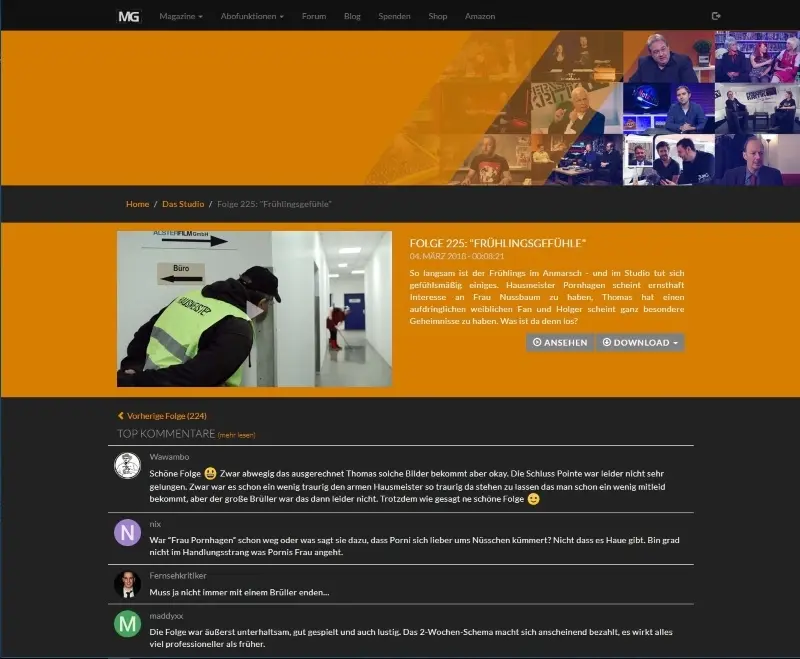 MG Magazine Abofunktionen Forum Blog Spenden Shop Amazon
Home / Das Studio / Folge 225: "Frühlingsgefühle"
ALSTERFILM GmbH
Büro
FOLGE 225: "FRÜHLINGSGEFÜHLE"
04. MÄRZ 2018 - 00:08:21
So langsam ist der Frühlings im Anmarsch - und im Studio tut sich
gefühlsmäßig einiges. Hausmeister Pornhagen scheint ernsthaft
Interesse an Frau Nussbaum zu haben, Thomas hat einen
aufdringlichen weiblichen Fan und Holger scheint ganz besondere
Geheimnisse zu haben. Was ist da denn los?
ANSEHEN DOWNLOAD
Vorherige Folge (224)
TOP KOMMENTARE (mehr lesen)
Wawambo
Schöne Folge 😃 Zwar abwegig das ausgerechnet Thomas solche Bilder bekommt aber okay. Die Schluss Pointe war leider nicht sehr
gelungen. Zwar war es schon ein wenig traurig den armen Hausmeister so traurig da stehen zu lassen das man schon ein wenig mitleid
bekommt, aber der große Brüller war das dann leider nicht. Trotzdem wie gesagt ne schöne Folge 😉
N
nix
War "Frau Pornhagen" schon weg oder was sagt sie dazu, dass Porni sich lieber ums Nüsschen kümmert? Nicht dass es Haue gibt. Bin grad
nicht im Handlungsstrang was Pornis Frau angeht.
Fernsehkritiker
Muss ja nicht immer mit einem Brüller enden...
M
maddyxx
Die Folge war äußerst unterhaltsam, gut gespielt und auch lustig. Das 2-Wochen-Schema macht sich anscheinend bezahlt, es wirkt alles
viel professioneller als früher.